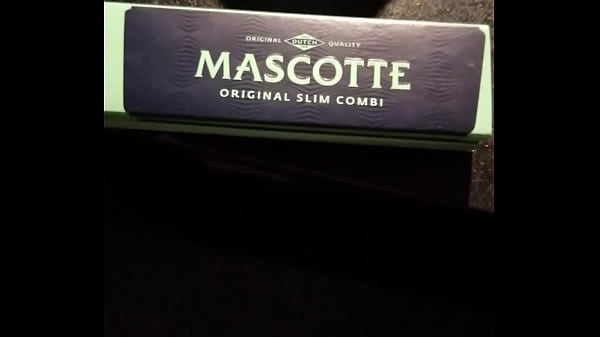 ORIGINAL DUTCH QUALITY
MASCOTTE
ORIGINAL SLIM COMBI